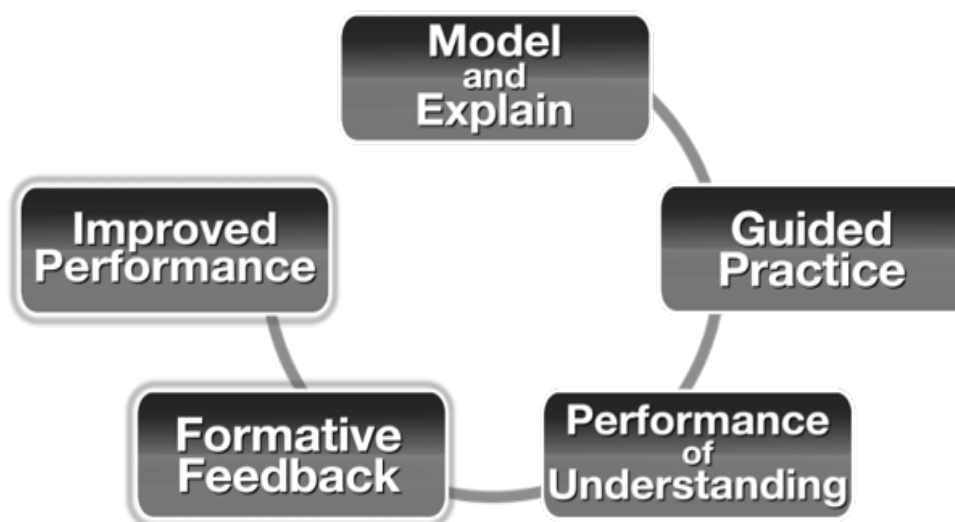 Model
and
Explain
Guided
Practice
Performance
of
Understanding
Formative
Feedback
Improved
Performance